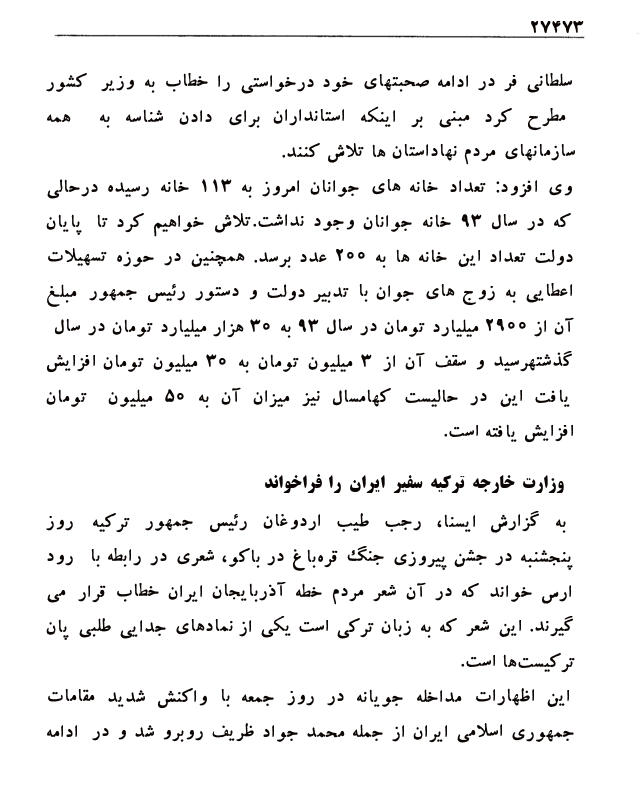 ۲۷۴۷۳
سلطانی فر در ادامه صحبتهای خود درخواستی را خطاب به وزیر کشور
مطرح کرد مبنی بر اینکه استانداران برای دادن شناسه به همه
سازمانهای مردم نهاداستان ها تلاش کنند.
وی افزود: تعداد خانه های جوانان امروز به ۱۱۳ خانه رسیده درحالی
که در سال ۹۳ خانه جوانان وجود نداشت.تلاش خواهیم کرد تا پایان
دولت تعداد این خانه ها به ۲۰۰ عدد برسد. همچنین در حوزه تسهیلات
اعطایی به زوج های جوان با تدبیر دولت و دستور رئیس جمهور مبلغ
آن از ۲۹۰۰ میلیارد تومان در سال ۹۳ به ۳۰ هزار میلیارد تومان در سال
گذشتهرسید و سقف آن از ۳ میلیون تومان به ۳۰ میلیون تومان افزایش
یافت این در حالیست کهامسال نیز میزان آن به ۵۰ میلیون تومان
افزایش یافته است.
وزارت خارجه ترکیه سفیر ایران را فراخواند
به گزارش ایسنا، رجب طیب اردوغان رئیس جمهور ترکیه روز
پنجشنبه در جشن پیروزی جنگ قره‌باغ در باکو، شعری در رابطه با رود
ارس خواند که در آن شعر مردم خطه آذربایجان ایران خطاب قرار می
گیرند. این شعر که به زبان ترکی است یکی از نمادهای جدایی طلبی پان
ترکیست‌ها است.
این اظهارات مداخله جویانه در روز جمعه با واکنش شدید مقامات
جمهوری اسلامی ایران از جمله محمد جواد ظریف روبرو شد و در ادامه